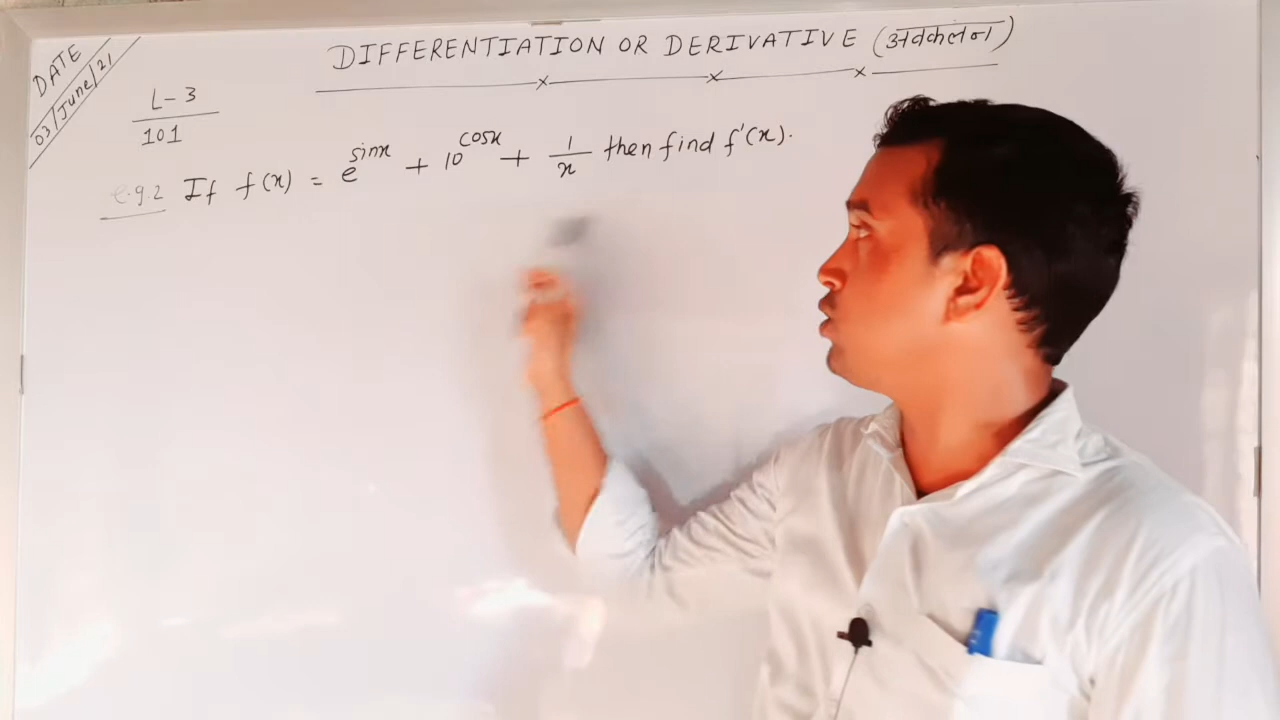 DATE
03/June/21
DIFFERENTIATION OR DERIVATIVE (अवकलन)
L-3
101
e.g.2 If f(x) = e^sinx + 10^cosx + 1/x then find f'(x).